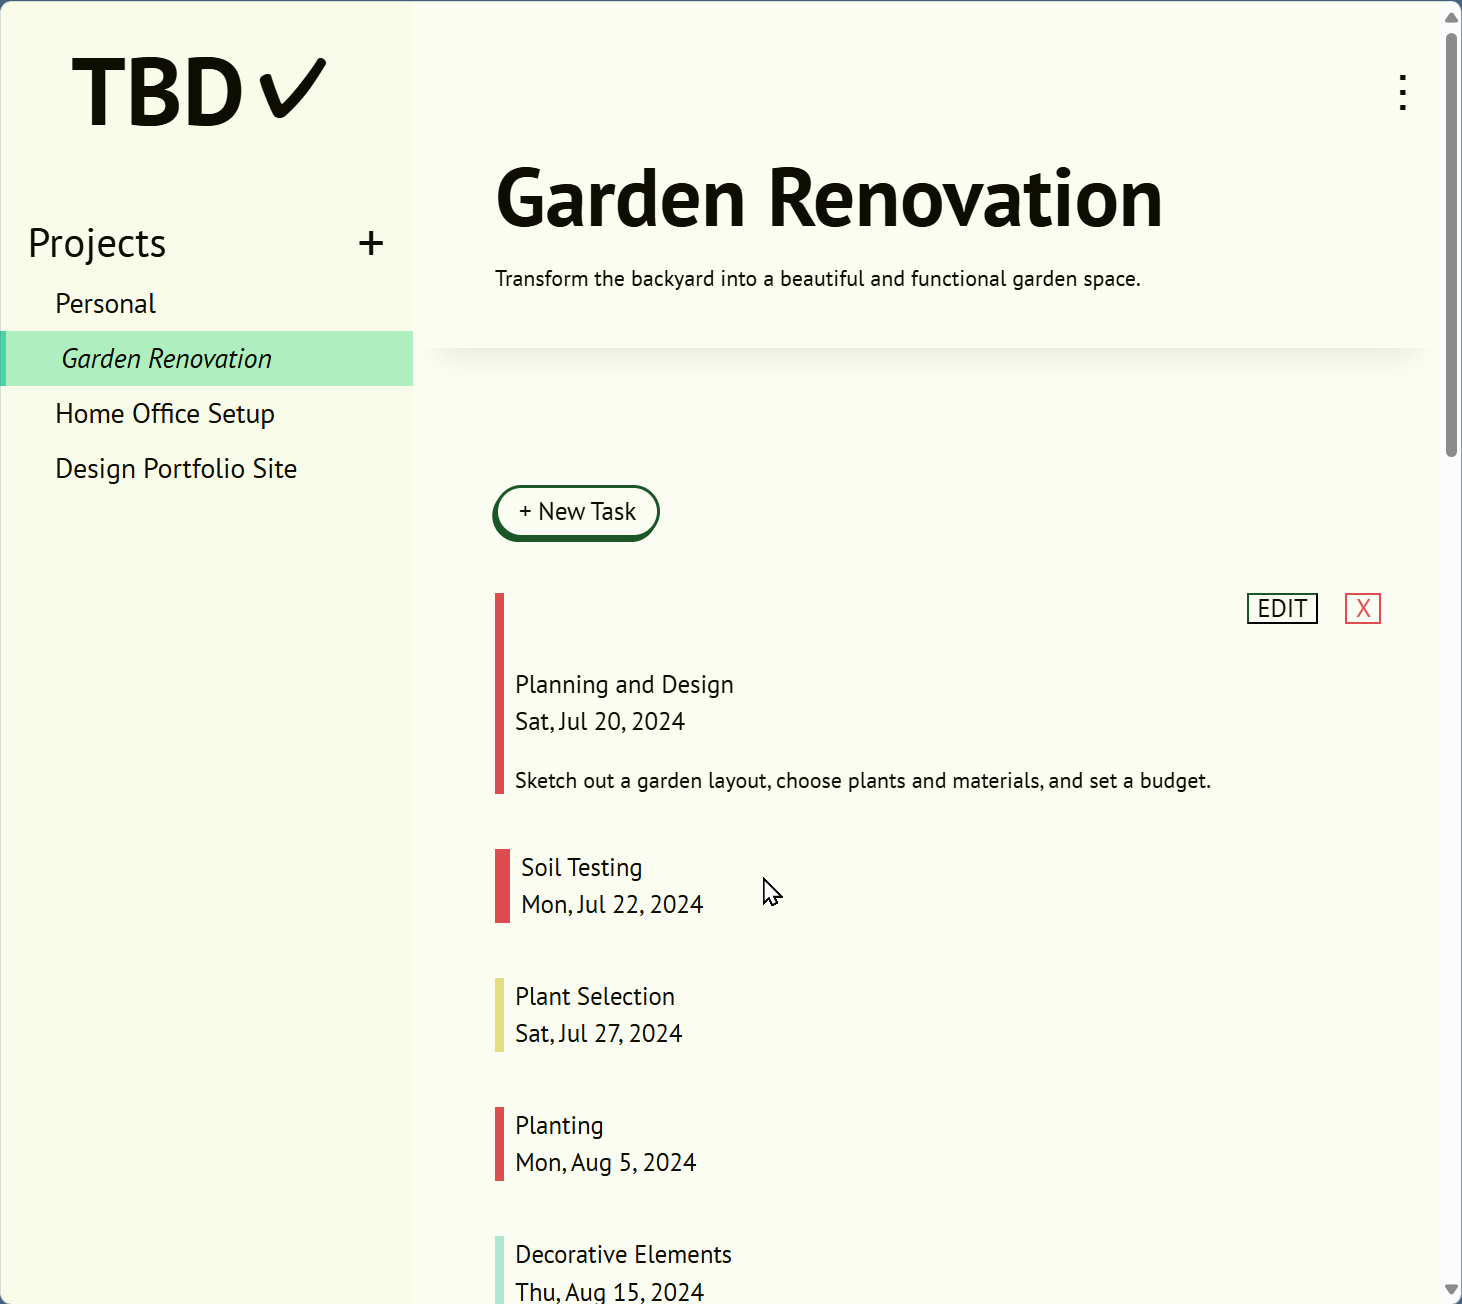 TBD ✓
Projects +
Personal
Garden Renovation
Home Office Setup
Design Portfolio Site
Garden Renovation
Transform the backyard into a beautiful and functional garden space.
+ New Task
EDIT X
Planning and Design
Sat, Jul 20, 2024
Sketch out a garden layout, choose plants and materials, and set a budget.
Soil Testing
Mon, Jul 22, 2024
Plant Selection
Sat, Jul 27, 2024
Planting
Mon, Aug 5, 2024
Decorative Elements
Thu, Aug 15, 2024